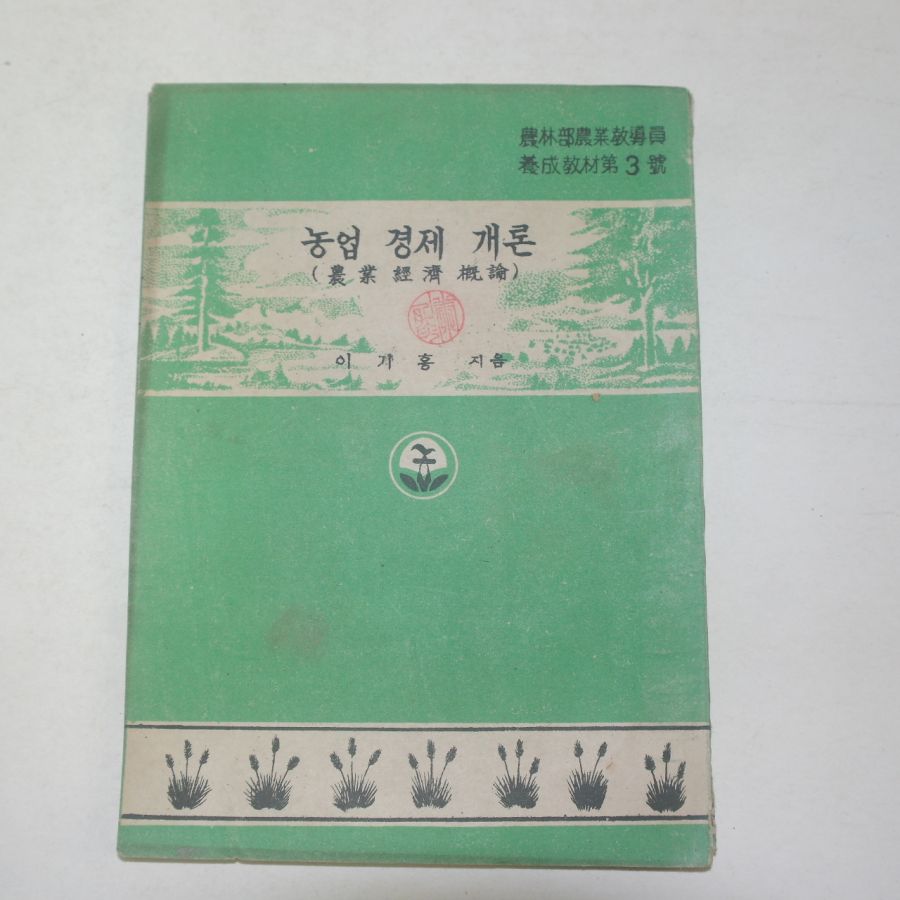 農林部農業敎導員
養成敎材第3號
농업 경제 개론
(農業經濟槪論)
이기홍 지음